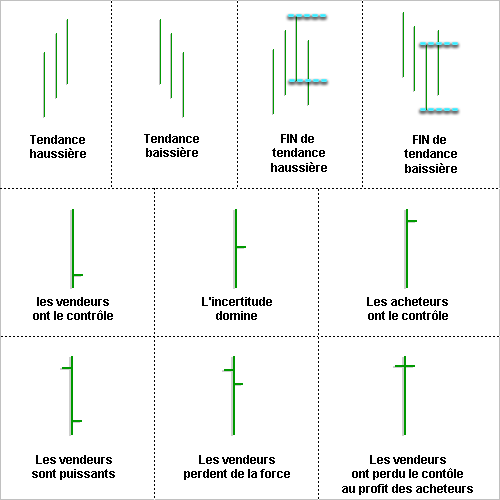 Tendance
haussière
Tendance
baissière
FIN de
tendance
haussière
FIN de
tendance
baissière
les vendeurs
ont le contrôle
L'incertitude
domine
Les acheteurs
ont le contrôle
Les vendeurs
sont puissants
Les vendeurs
perdent de la force
Les vendeurs
ont perdu le contôle
au profit des acheteurs